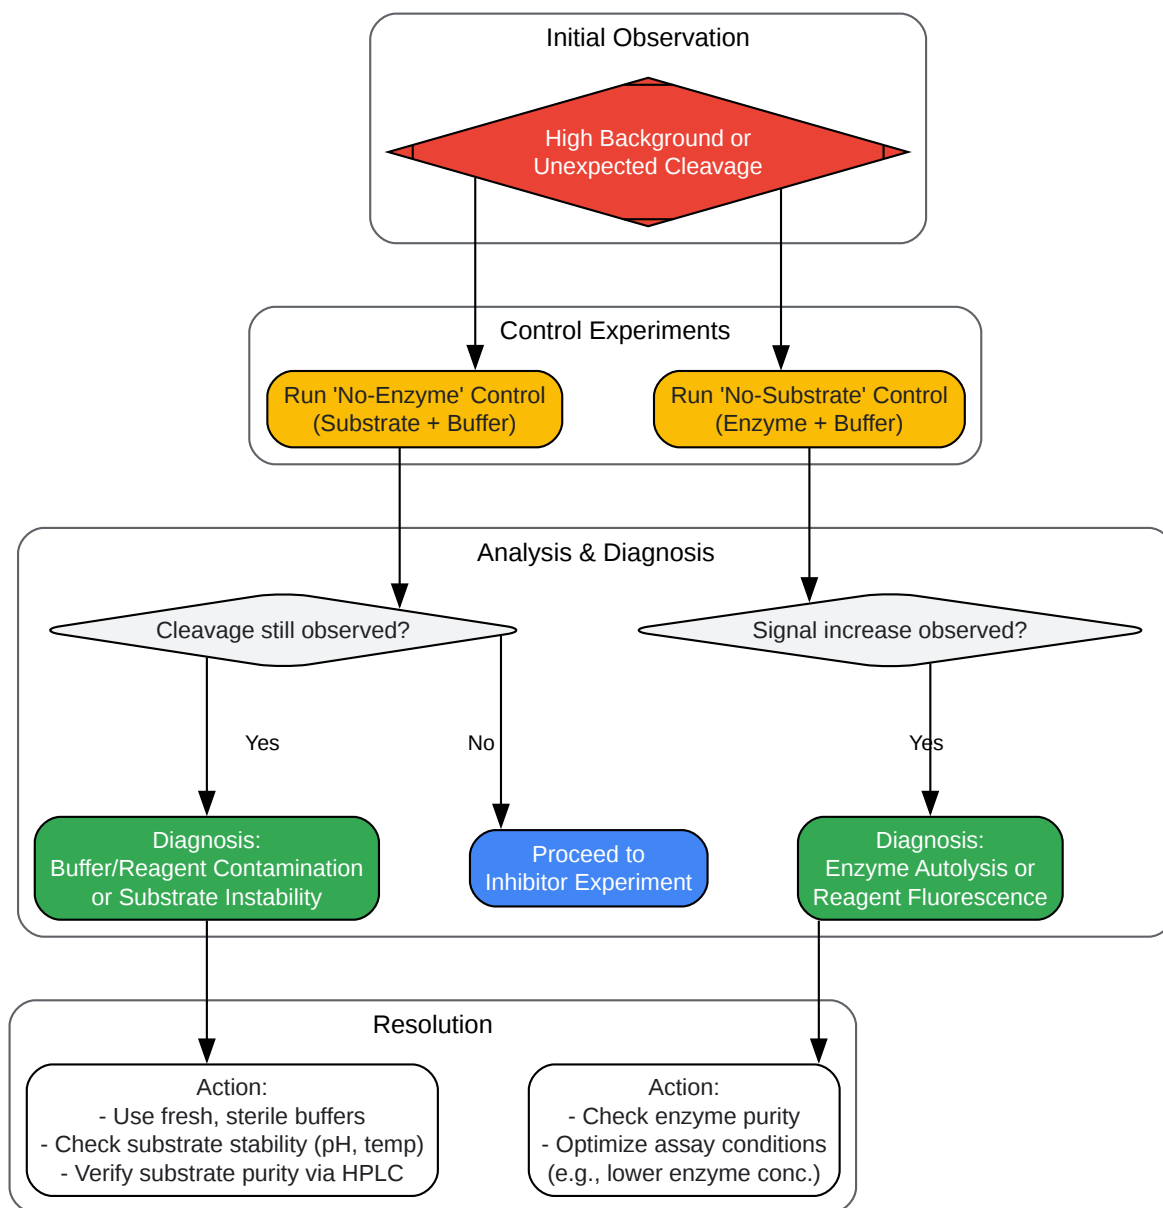 Initial Observation
High Background or
Unexpected Cleavage
Control Experiments
Run 'No-Enzyme' Control
(Substrate + Buffer)
Run 'No-Substrate' Control
(Enzyme + Buffer)
Analysis & Diagnosis
Cleavage still observed?
Signal increase observed?
Yes
No
Yes
Diagnosis:
Buffer/Reagent Contamination
or Substrate Instability
Proceed to
Inhibitor Experiment
Diagnosis:
Enzyme Autolysis or
Reagent Fluorescence
Resolution
Action:
- Use fresh, sterile buffers
- Check substrate stability (pH, temp)
- Verify substrate purity via HPLC
Action:
- Check enzyme purity
- Optimize assay conditions
(e.g., lower enzyme conc.)